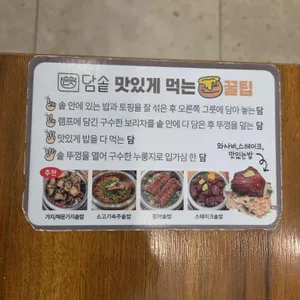 담솥 맛있게 먹는 꿀팁
솥 안에 있는 밥과 토핑을 잘 섞은 후 오른쪽 그릇에 담아 놓는 담
램프에 담긴 구수한 보리차를 솥 안에 다 담은 후 뚜껑을 덮는 담
맛있게 밥을 다 먹는 담
솥 뚜껑을 열어 구수한 누룽지로 입가심 한 담
와사비,스테이크,
맛있는밥
추천
가지/해운가지솥밥 소고기숙주솥밥 장어솥밥 스테이크솥밥